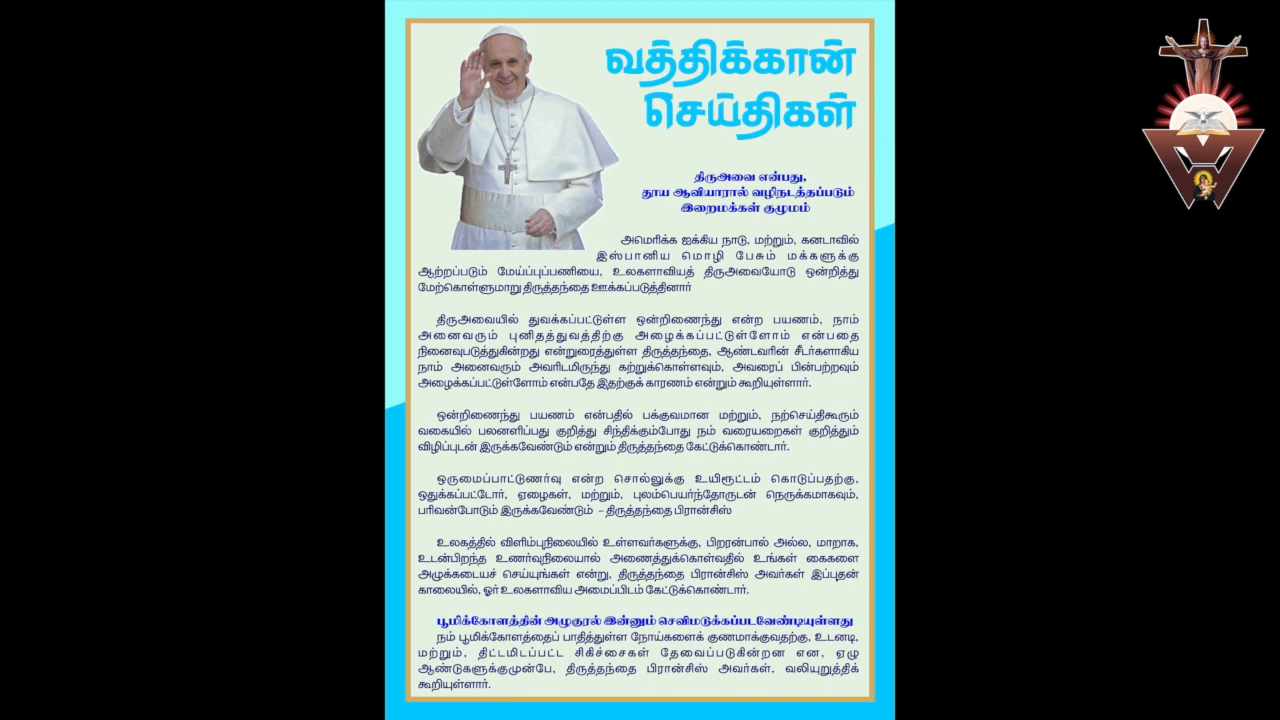 வத்திக்கான்
செய்திகள்
திருஅவை என்பது,
தூய ஆவியாரால் வழிநடத்தப்படும்
இறைமக்கள் குழுமம்
அமெரிக்க ஐக்கிய நாடு, மற்றும், கனடாவில்
இஸ்பானிய மொழி பேசும் மக்களுக்கு
ஆற்றப்படும் மேய்ப்புப்பணியை, உலகளாவியத் திருஅவையோடு ஒன்றித்து
மேற்கொள்ளுமாறு திருத்தந்தை ஊக்கப்படுத்தினார்
திருஅவையில் துவக்கப்பட்டுள்ள ஒன்றிணைந்து என்ற பயணம், நாம்
அனைவரும் புனிதத்துவத்திற்கு அழைக்கப்பட்டுள்ளோம் என்பதை
நினைவுபடுத்துகின்றது என்றுரைத்துள்ள திருத்தந்தை, ஆண்டவரின் சீடர்களாகிய
நாம் அனைவரும் அவரிடமிருந்து கற்றுக்கொள்ளவும், அவரைப் பின்பற்றவும்
அழைக்கப்பட்டுள்ளோம் என்பதே இதற்குக் காரணம் என்றும் கூறியுள்ளார்.
ஒன்றிணைந்து பயணம் என்பதில் பக்குவமான மற்றும், நற்செய்திகூரும்
வகையில் பலனளிப்பது குறித்து சிந்திக்கும்போது நம் வரையறைகள் குறித்தும்
விழிப்புடன் இருக்கவேண்டும் என்றும் திருத்தந்தை கேட்டுக்கொண்டார்.
ஒருமைப்பாட்டுணர்வு என்ற சொல்லுக்கு உயிரூட்டம் கொடுப்பதற்கு,
ஒதுக்கப்பட்டோர், ஏழைகள், மற்றும், புலம்பெயர்ந்தோருடன் நெருக்கமாகவும்,
பரிவன்போடும் இருக்கவேண்டும் – திருத்தந்தை பிரான்சிஸ்
உலகத்தில் விளிம்புநிலையில் உள்ளவர்களுக்கு, பிறரன்பால் அல்ல, மாறாக,
உடன்பிறந்த உணர்வுநிலையால் அணைத்துக்கொள்வதில் உங்கள் கைகளை
அழுக்கடையச் செய்யுங்கள் என்று, திருத்தந்தை பிரான்சிஸ் அவர்கள் இப்புதன்
காலையில், ஓர் உலகளாவிய அமைப்பிடம் கேட்டுக்கொண்டார்.
பூமிக்கோளத்தின் அழுகுரல் இன்னும் செவிமடுக்கப்படவேண்டியுள்ளது
நம் பூமிக்கோளத்தைப் பாதித்துள்ள நோய்களைக் குணமாக்குவதற்கு, உடனடி,
மற்றும், திட்டமிடப்பட்ட சிகிச்சைகள் தேவைப்படுகின்றன என, ஏழு
ஆண்டுகளுக்குமுன்பே, திருத்தந்தை பிரான்சிஸ் அவர்கள், வலியுறுத்திக்
கூறியுள்ளார்.